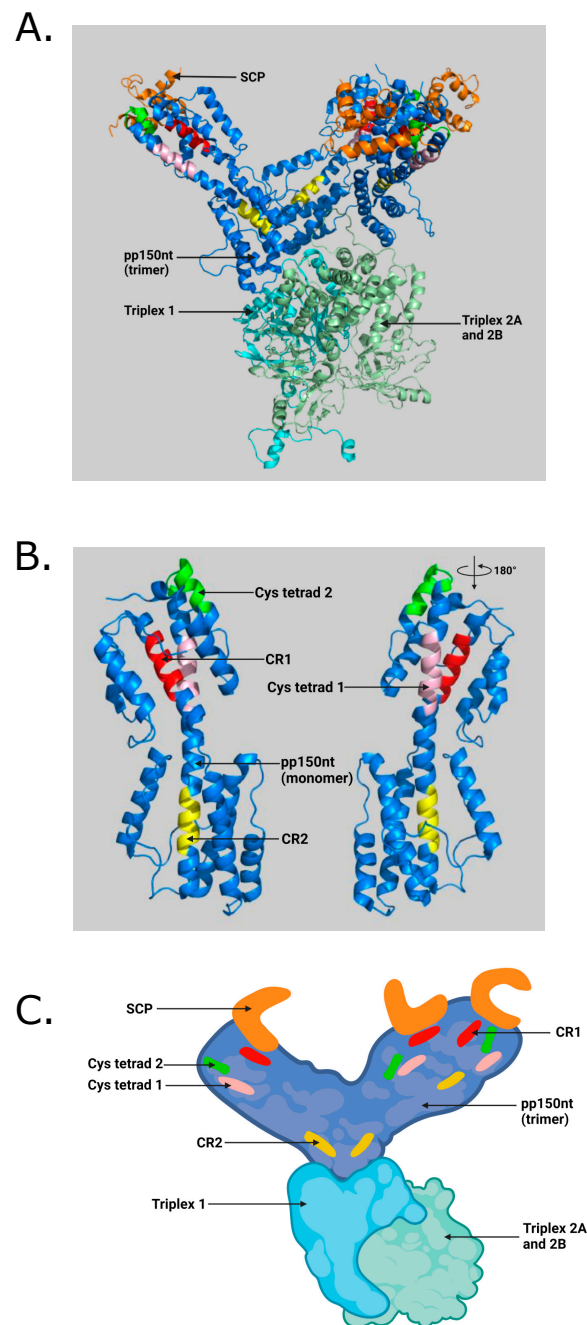 A.
SCP
pp150nt
(trimer)
Triplex 1
Triplex 2A
and 2B
B.
180°
Cys tetrad 2
CR1
Cys tetrad 1
pp150nt
(monomer)
CR2
C.
SCP
CR1
Cys tetrad 2
Cys tetrad 1
pp150nt
(trimer)
CR2
Triplex 1
Triplex 2A
and 2B